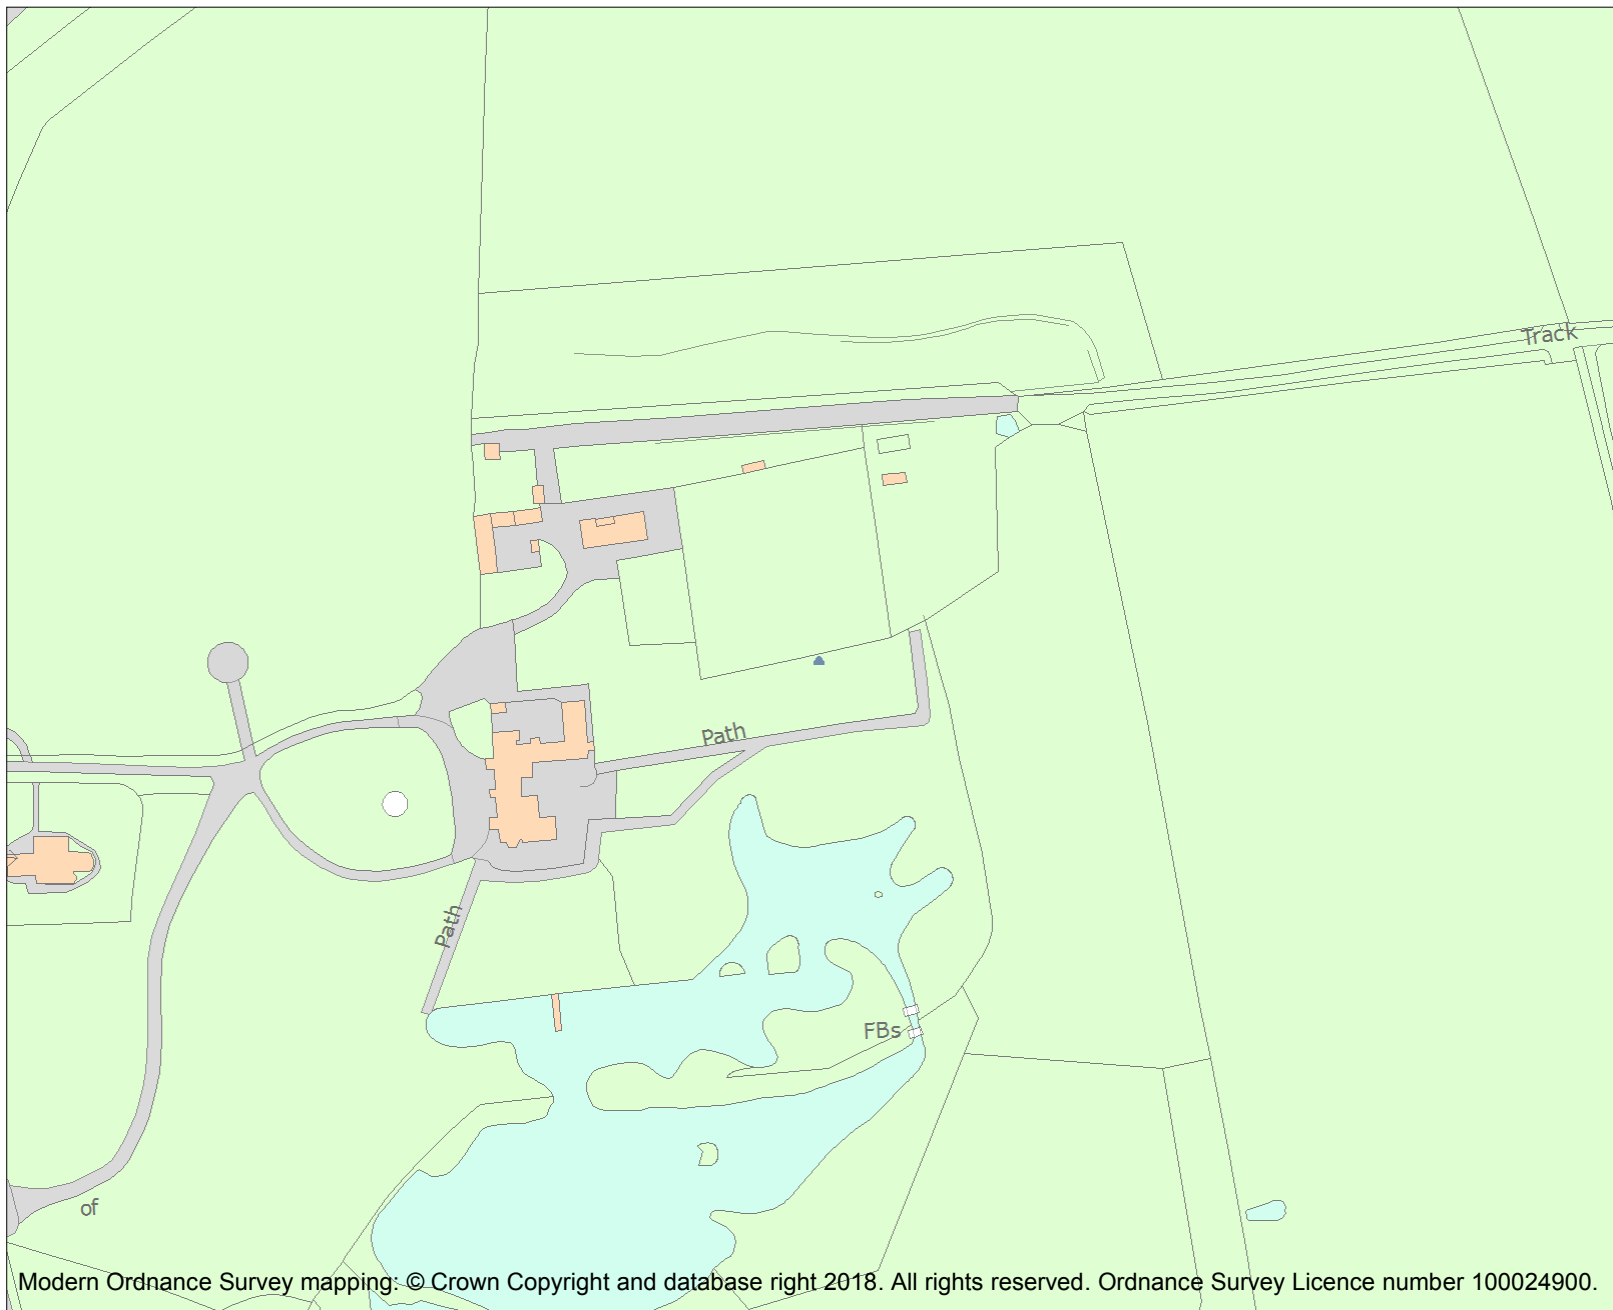 Track
Path
Path
FBs
of
Modern Ordnance Survey mapping: © Crown Copyright and database right 2018. All rights reserved. Ordnance Survey Licence number 100024900.